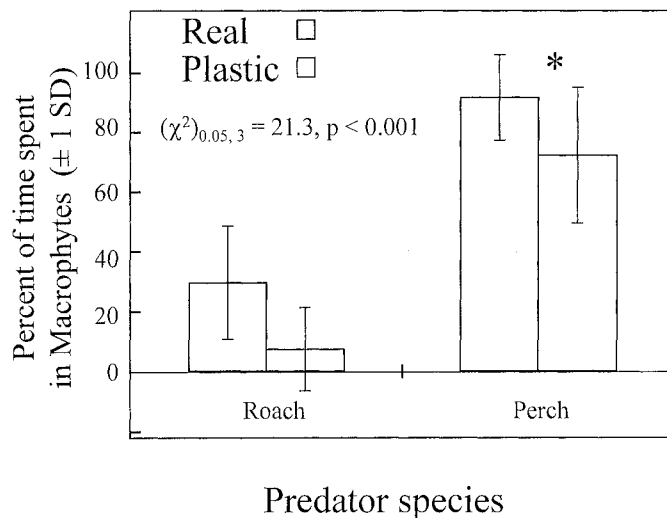 Real □
Plastic □
*
(χ²)₀.₀₅, ₃ = 21.3, p < 0.001
Percent of time spent
in Macrophytes (± 1 SD)
100
80
60
40
20
0
Roach
Perch
Predator species